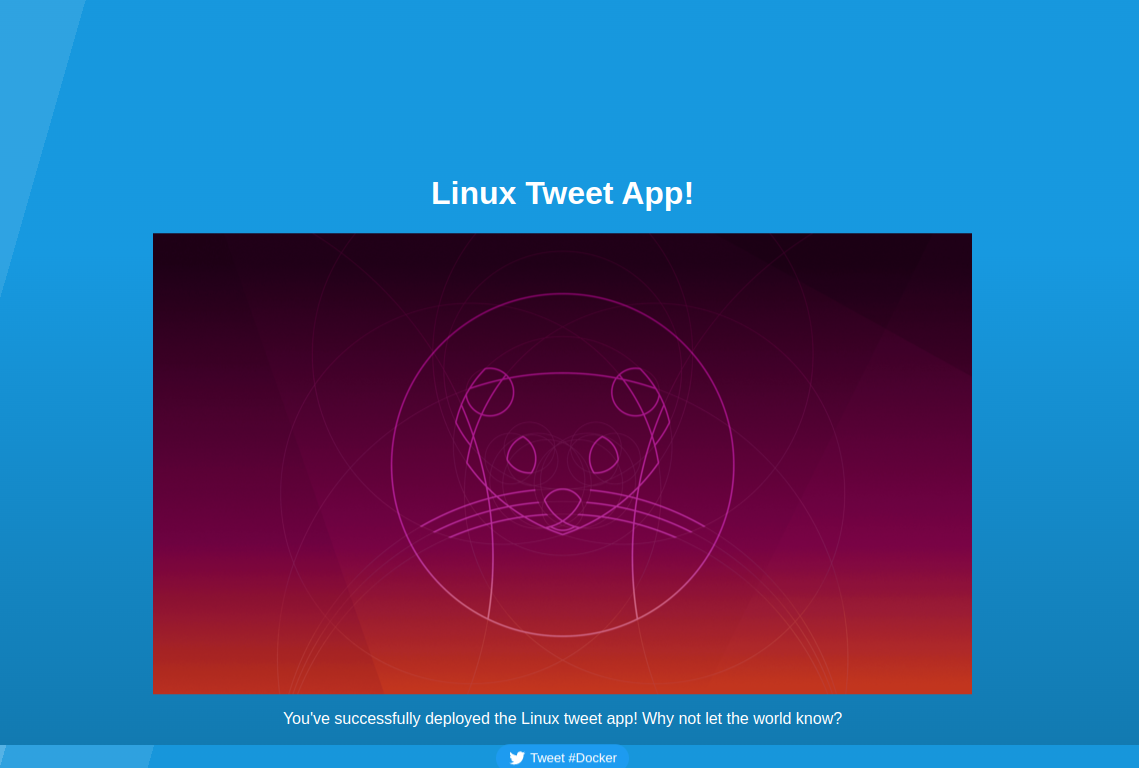 Linux Tweet App!
You've successfully deployed the Linux tweet app! Why not let the world know?
Tweet #Docker